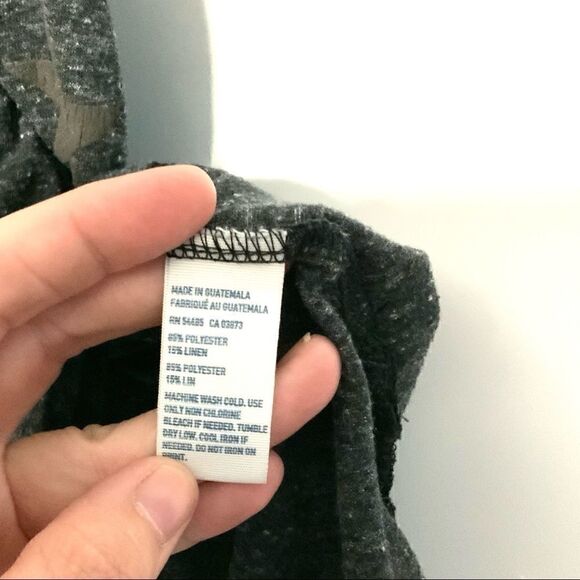 MADE IN GUATEMALA
FABRIQUÉ AU GUATEMALA
RN 54485 CA 03873
85% POLYESTER
15% LINEN
85% POLYESTER
15% LIN
MACHINE WASH COLD. USE
ONLY NON CHLORINE
BLEACH IF NEEDED. TUMBLE
DRY LOW. COOL IRON IF
NEEDED. DO NOT IRON ON
PRINT.